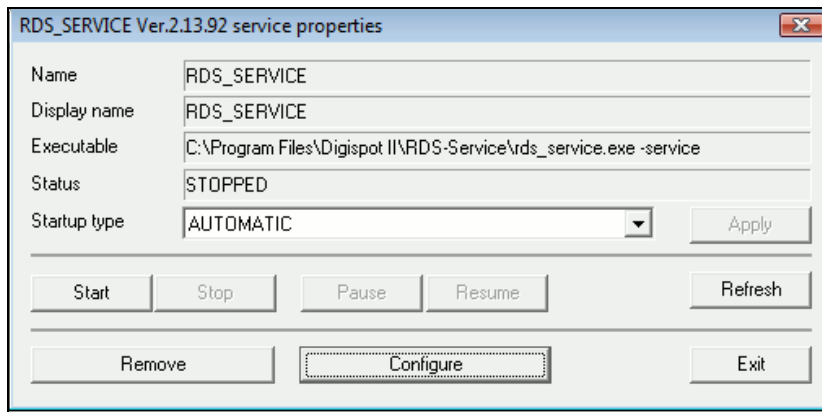 RDS_SERVICE Ver.2.13.92 service properties
Name RDS_SERVICE
Display name RDS_SERVICE
Executable C:\Program Files\Digispot II\RDS-Service\rds_service.exe -service
Status STOPPED
Startup type AUTOMATIC Apply
Start Stop Pause Resume Refresh
Remove Configure Exit